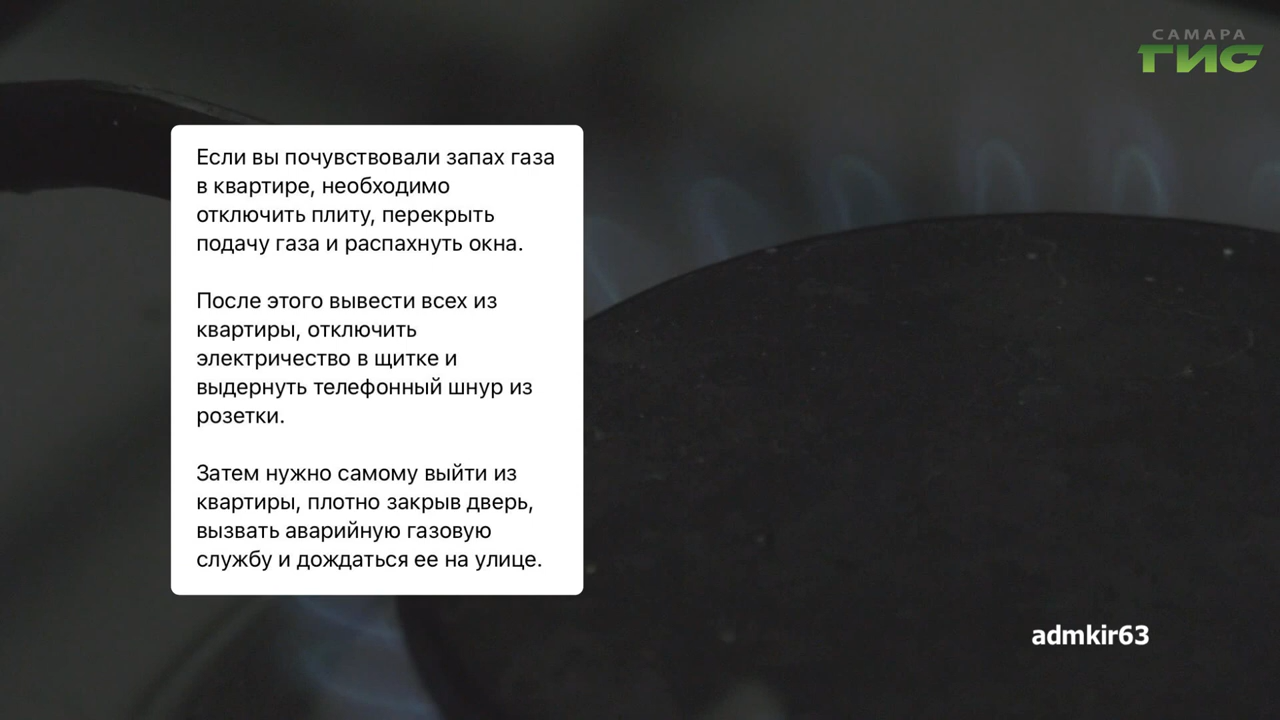 САМАРА
ГИС
Если вы почувствовали запах газа
в квартире, необходимо
отключить плиту, перекрыть
подачу газа и распахнуть окна.
После этого вывести всех из
квартиры, отключить
электричество в щитке и
выдернуть телефонный шнур из
розетки.
Затем нужно самому выйти из
квартиры, плотно закрыв дверь,
вызвать аварийную газовую
службу и дождаться ее на улице.
admkir63